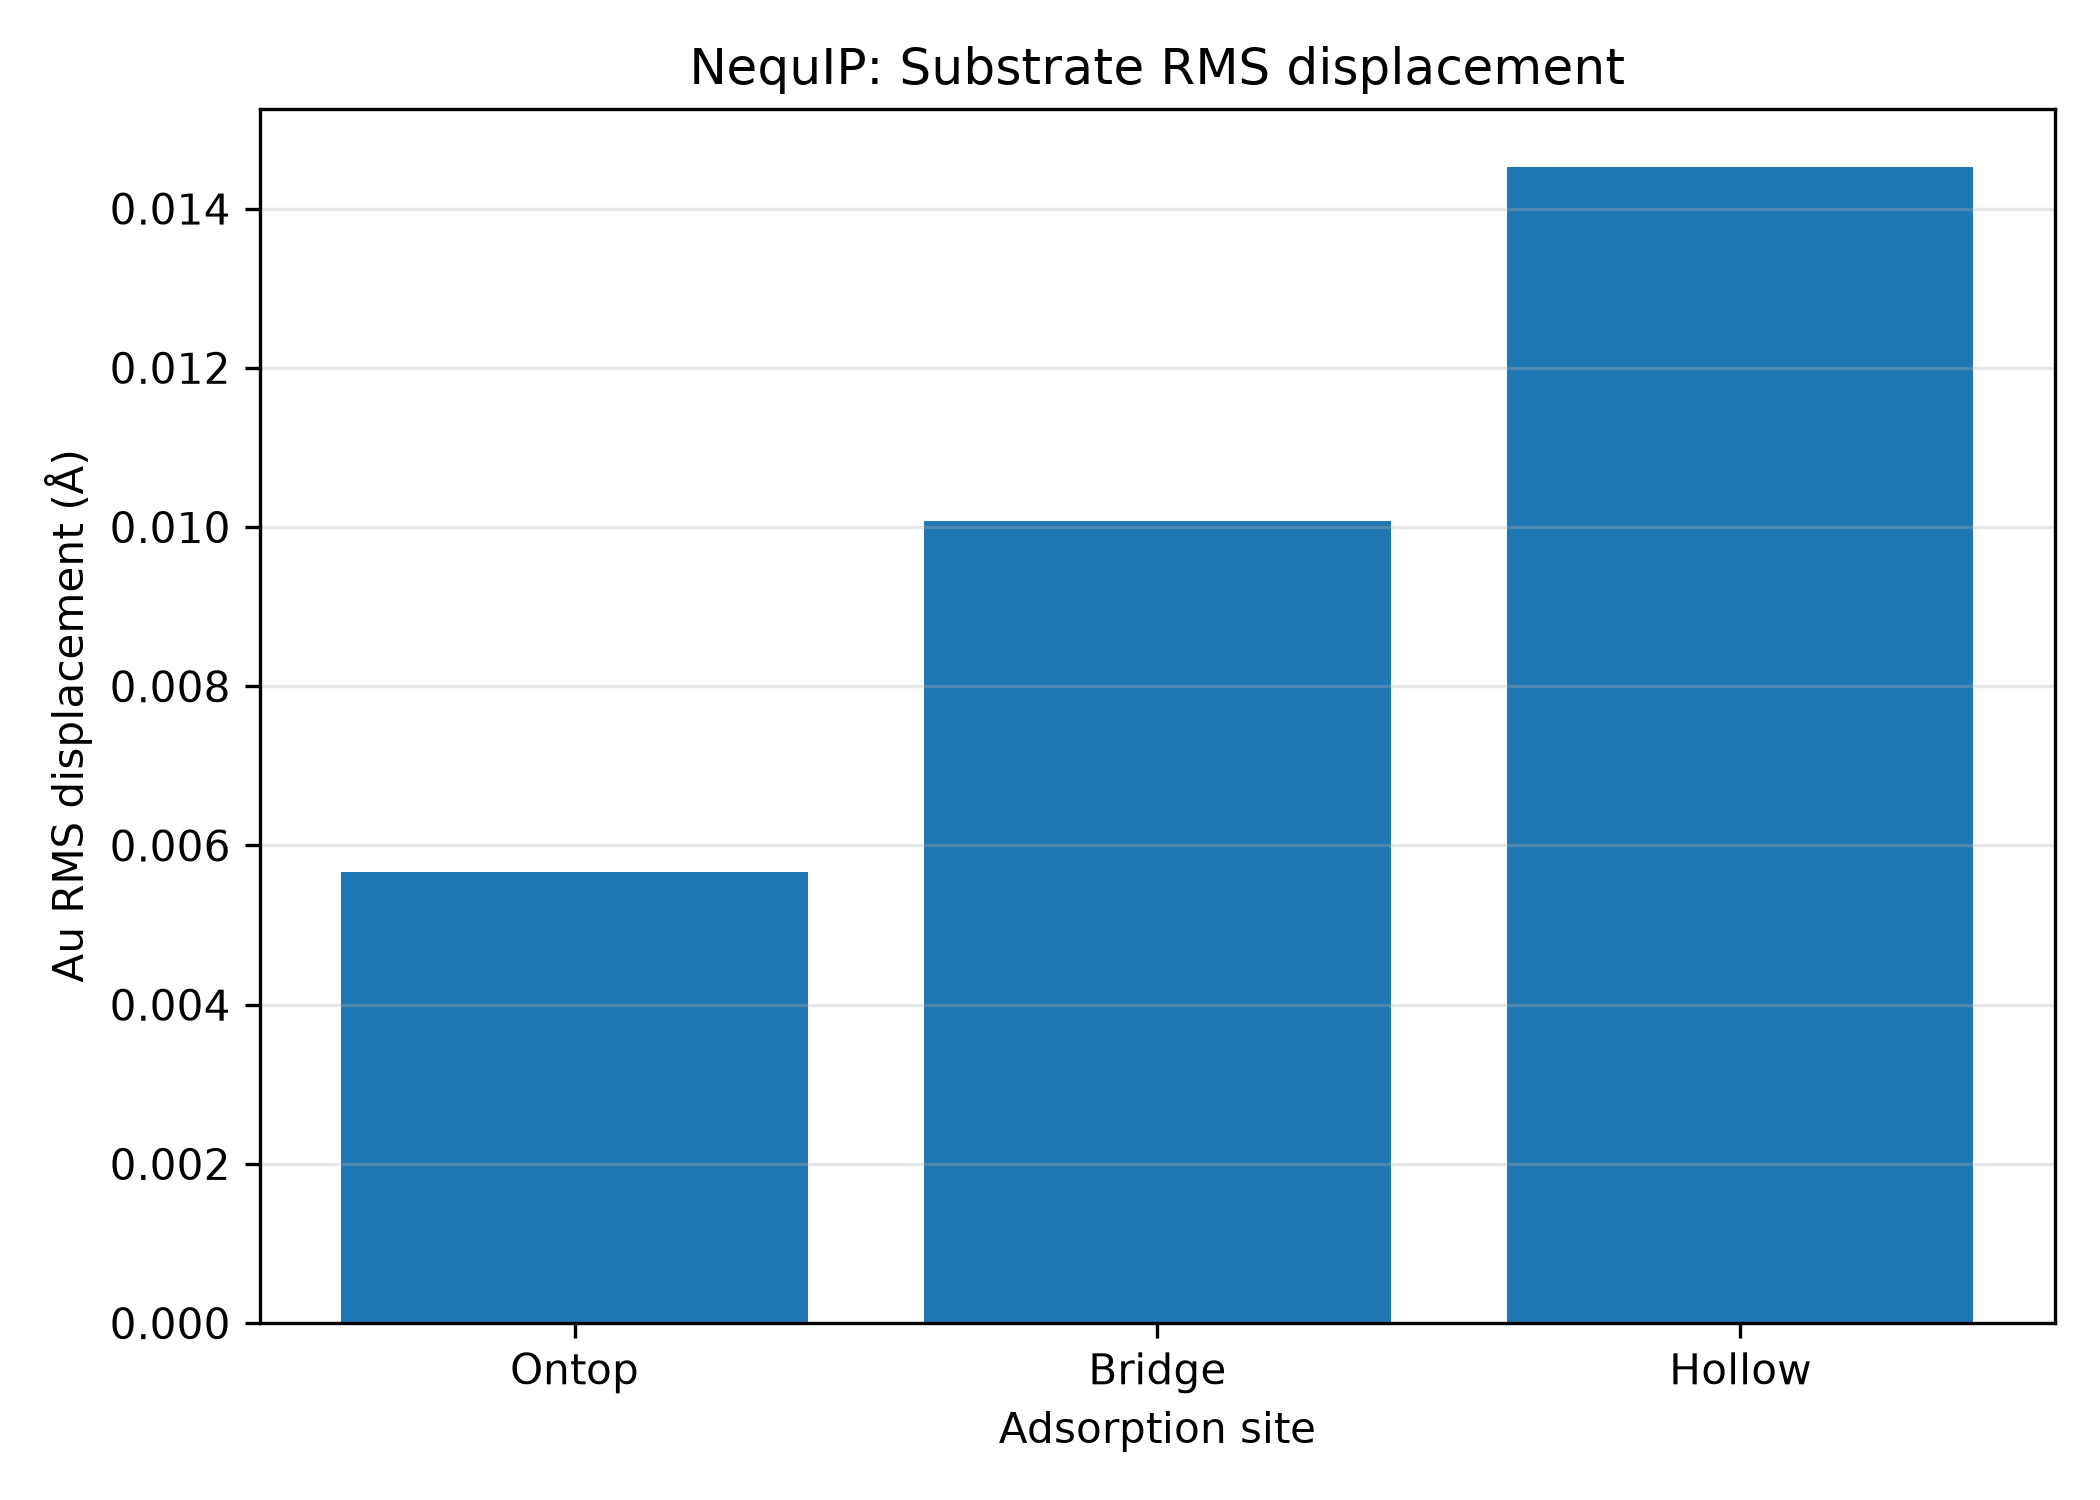 NequIP: Substrate RMS displacement
Au RMS displacement (Å)
0.014
0.012
0.010
0.008
0.006
0.004
0.002
0.000
Ontop
Bridge
Hollow
Adsorption site